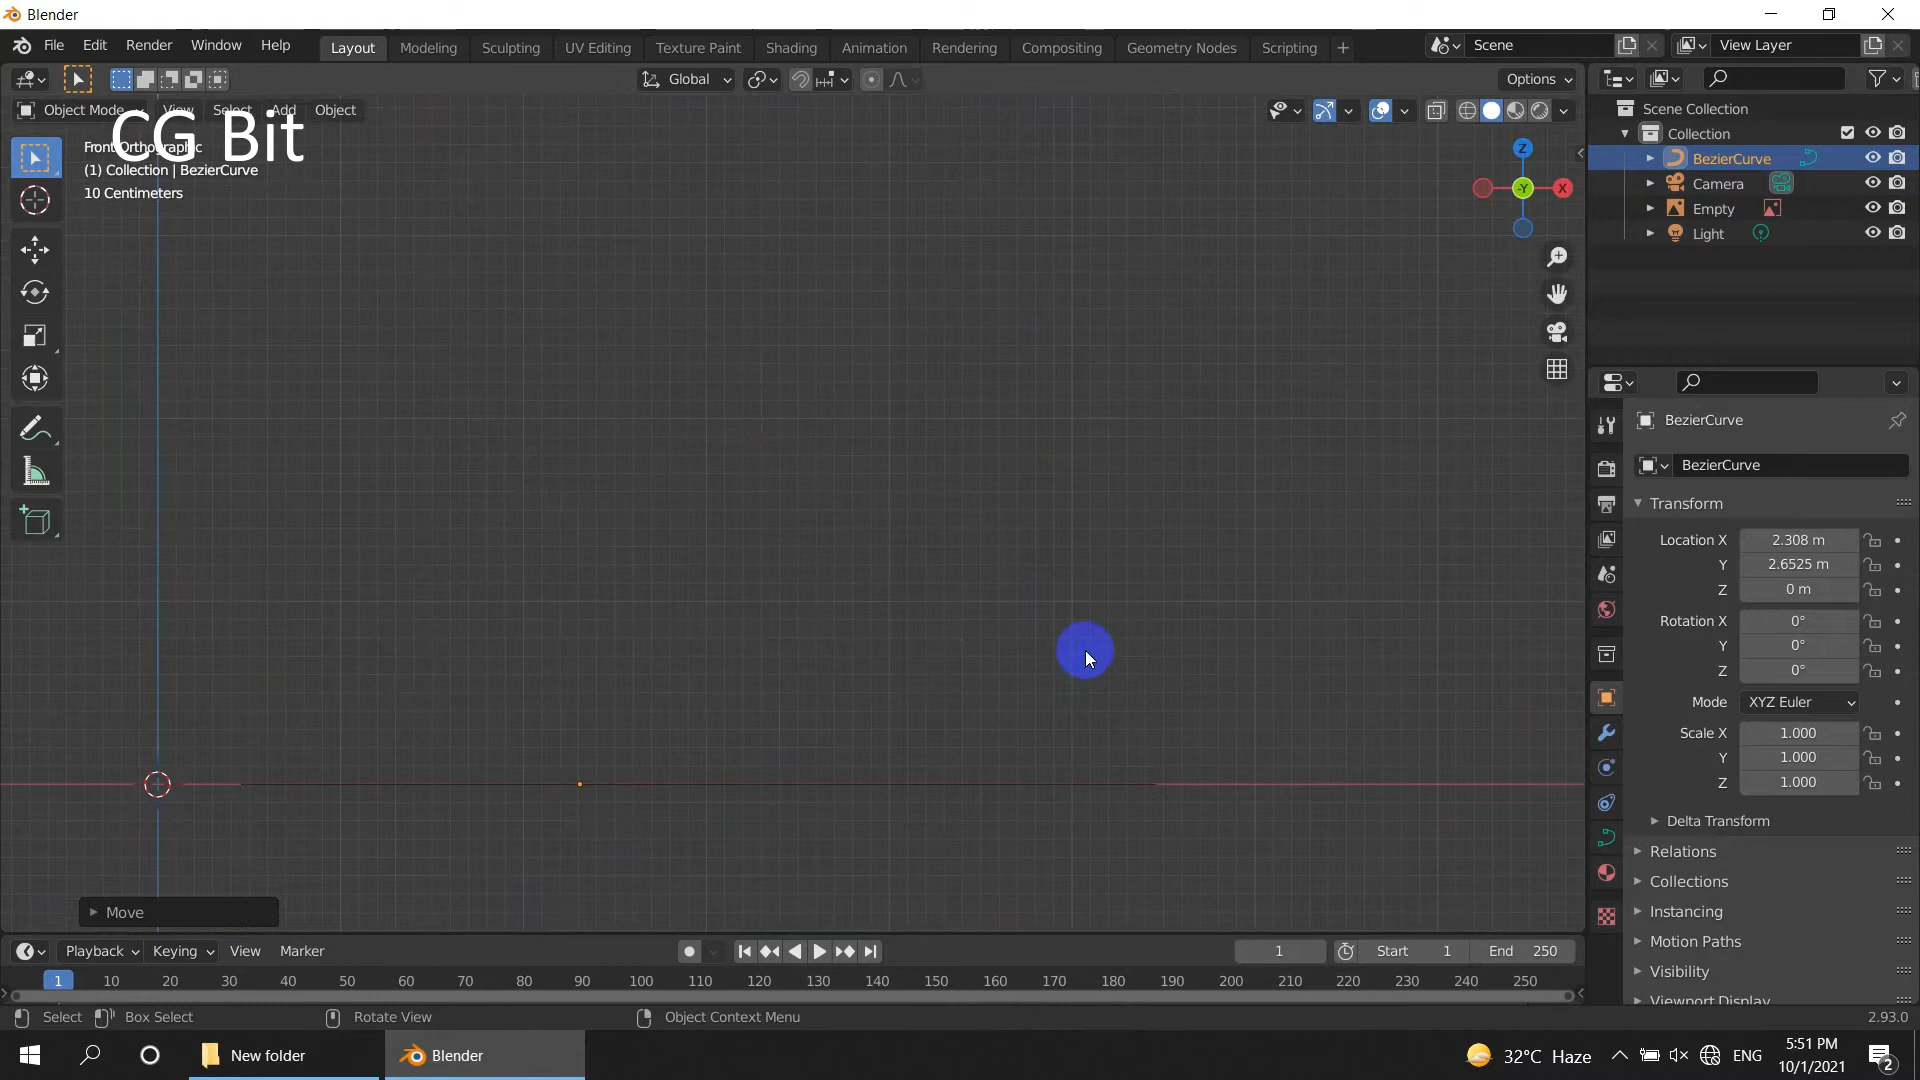 Blender
File Edit Render Window Help Layout Modeling Sculpting UV Editing Texture Paint Shading Animation Rendering Compositing Geometry Nodes Scripting + Scene View Layer
Global Options
Object Mode View Select Add Object
CG Bit
Front Orthographic
(1) Collection | BezierCurve
10 Centimeters
Z
-Y
X
Scene Collection
Collection
BezierCurve
Camera
Empty
Light
BezierCurve
BezierCurve
Transform
Location X 2.308 m
Y 2.6525 m
Z 0 m
Rotation X 0°
Y 0°
Z 0°
Mode XYZ Euler
Scale X 1.000
Y 1.000
Z 1.000
Delta Transform
Relations
Collections
Instancing
Motion Paths
Visibility
Viewport Display
Move
Playback Keying View Marker 1 Start 1 End 250
1 10 20 30 40 50 60 70 80 90 100 110 120 130 140 150 160 170 180 190 200 210 220 230 240 250
Select Box Select Rotate View Object Context Menu 2.93.0
New folder Blender 32°C Haze ENG 5:51 PM
10/1/2021 2